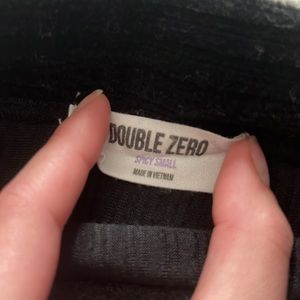 DOUBLE ZERO
SPICY SMALL
MADE IN VIETNAM